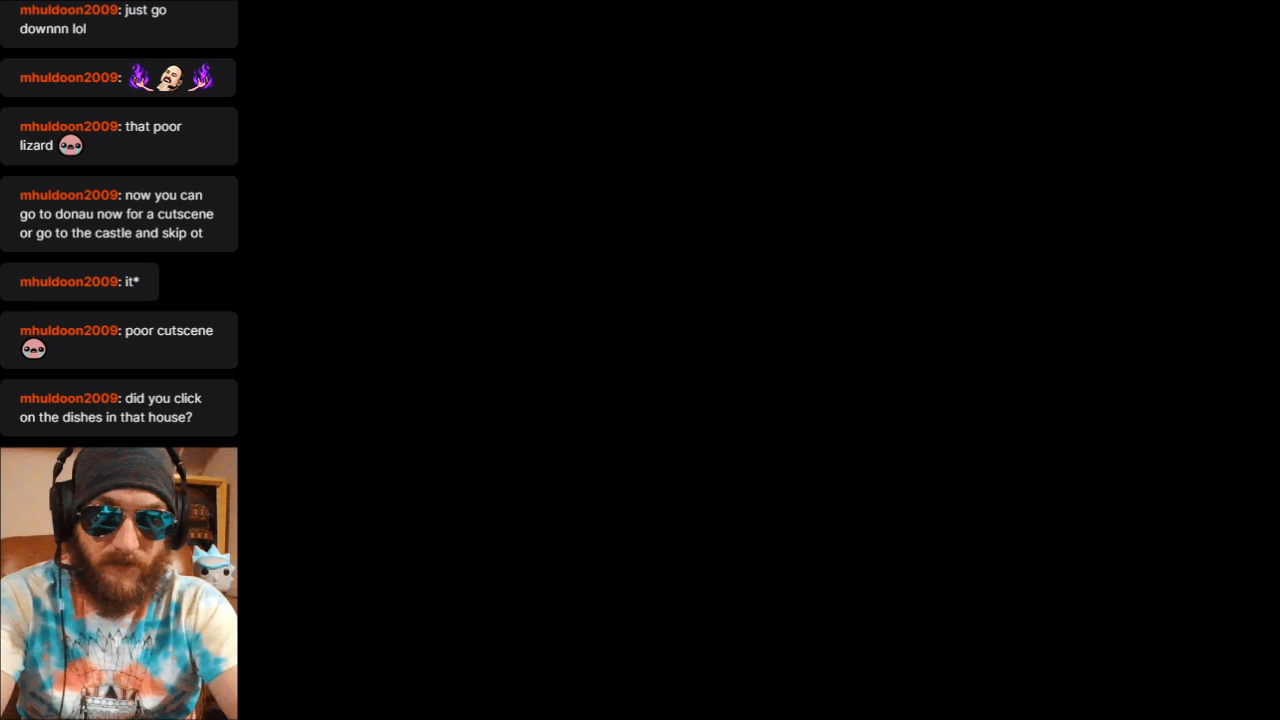 mhuldoon2009: just go
downnn lol
mhuldoon2009:
mhuldoon2009: that poor
lizard
mhuldoon2009: now you can
go to donau now for a cutscene
or go to the castle and skip ot
mhuldoon2009: it*
mhuldoon2009: poor cutscene
mhuldoon2009: did you click
on the dishes in that house?